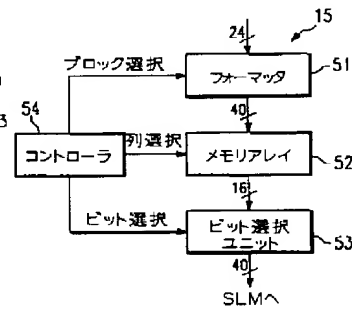 15
24
ブロック選択
フォーマッタ
51
40
3
54
コントローラ
列選択
メモリアレイ
52
16
ビット選択
ビット選択
ユニット
53
40
SLMへ